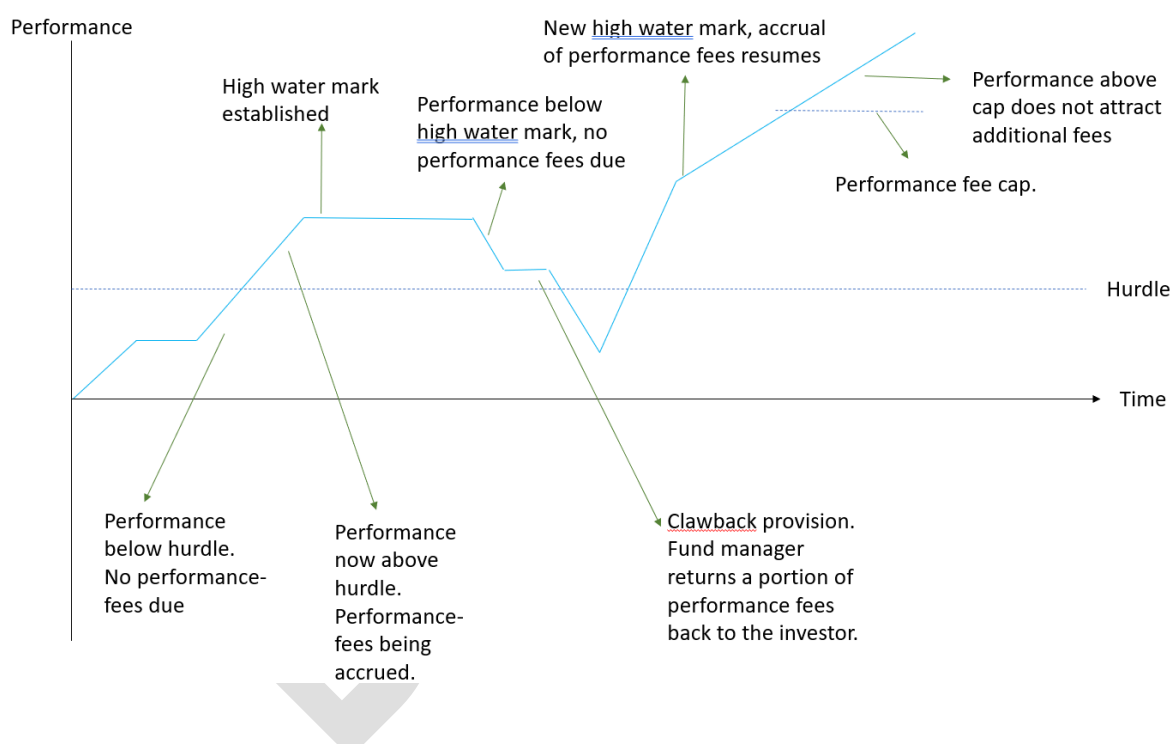 Performance
High water mark
established
Performance below
high water mark, no
performance fees due
New high water mark, accrual
of performance fees resumes
Performance above
cap does not attract
additional fees
Performance fee cap.
Hurdle
Time
Performance
below hurdle.
No performance-
fees due
Performance
now above
hurdle.
Performance-
fees being
accrued.
Clawback provision.
Fund manager
returns a portion of
performance fees
back to the investor.